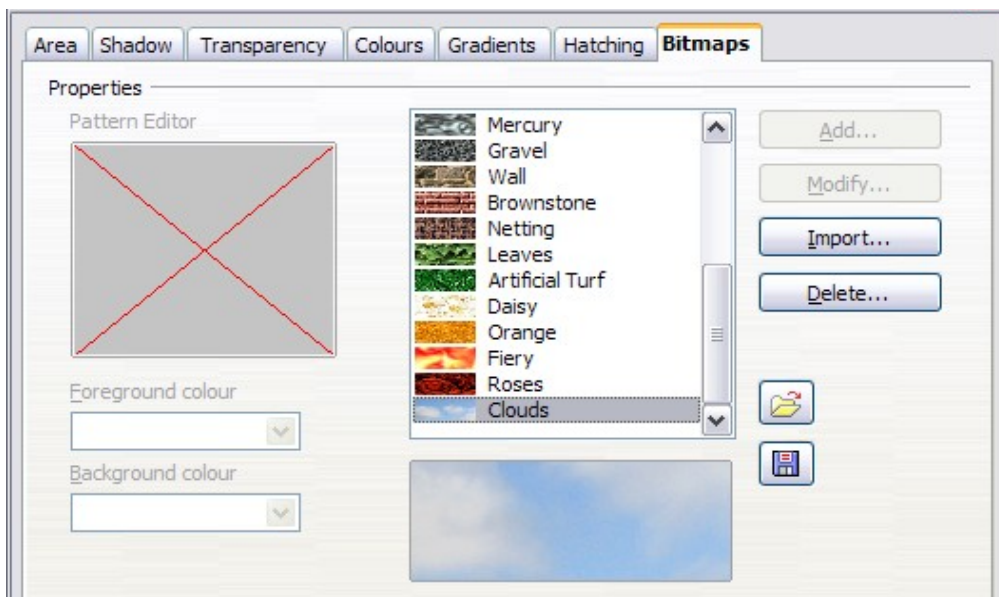 Area Shadow Transparency Colours Gradients Hatching Bitmaps
Properties
Pattern Editor
Mercury
Gravel
Wall
Brownstone
Netting
Leaves
Artificial Turf
Daisy
Orange
Fiery
Roses
Clouds
Add...
Modify...
Import...
Delete...
Foreground colour
Background colour